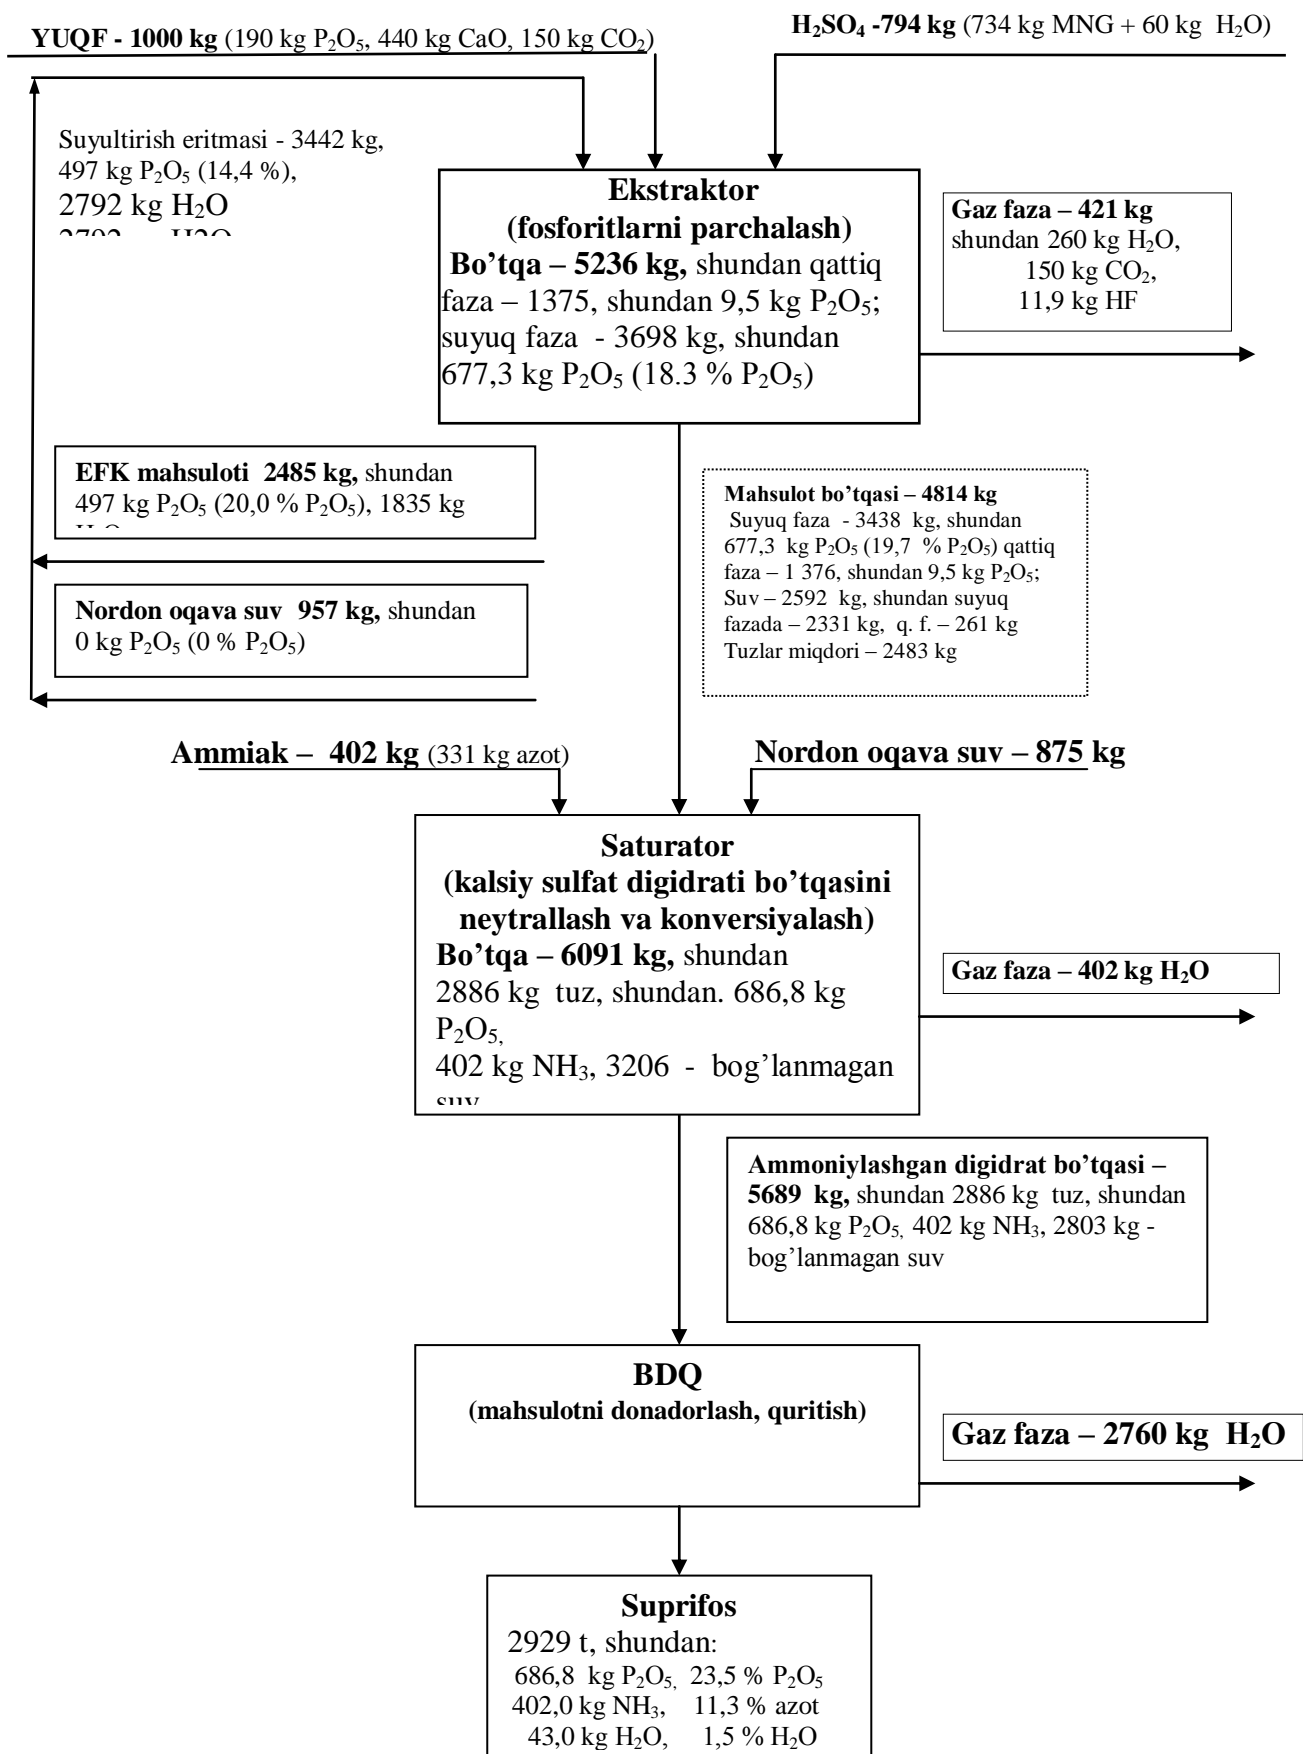 YUQF - 1000 kg (190 kg P₂O₅, 440 kg CaO, 150 kg CO₂)
H₂SO₄ -794 kg (734 kg MNG + 60 kg H₂O)
Suyultirish eritmasi - 3442 kg,
497 kg P₂O₅ (14,4 %),
2792 kg H₂O
Ekstraktor
(fosforitlarni parchalash)
Bo’tqa – 5236 kg, shundan qattiq
faza – 1375, shundan 9,5 kg P₂O₅;
suyuq faza - 3698 kg, shundan
677,3 kg P₂O₅ (18.3 % P₂O₅)
Gaz faza – 421 kg
shundan 260 kg H₂O,
150 kg CO₂,
11,9 kg HF
EFK mahsuloti 2485 kg, shundan
497 kg P₂O₅ (20,0 % P₂O₅), 1835 kg
Nordon oqava suv 957 kg, shundan
0 kg P₂O₅ (0 % P₂O₅)
Mahsulot bo’tqasi – 4814 kg
Suyuq faza - 3438 kg, shundan
677,3 kg P₂O₅ (19,7 % P₂O₅) qattiq
faza – 1 376, shundan 9,5 kg P₂O₅;
Suv – 2592 kg, shundan suyuq
fazada – 2331 kg, q. f. – 261 kg
Tuzlar miqdori – 2483 kg
Ammiak – 402 kg (331 kg azot)
Nordon oqava suv – 875 kg
Saturator
(kalsiy sulfat digidrati bo’tqasini
neytrallash va konversiyalash)
Bo’tqa – 6091 kg, shundan
2886 kg tuz, shundan. 686,8 kg
P₂O₅,
402 kg NH₃, 3206 - bog’lanmagan
suv
Gaz faza – 402 kg H₂O
Ammoniylashgan digidrat bo’tqasi –
5689 kg, shundan 2886 kg tuz, shundan
686,8 kg P₂O₅, 402 kg NH₃, 2803 kg -
bog’lanmagan suv
BDQ
(mahsulotni donadorlash, quritish)
Gaz faza – 2760 kg H₂O
Suprifos
2929 t, shundan:
686,8 kg P₂O₅, 23,5 % P₂O₅
402,0 kg NH₃, 11,3 % azot
43,0 kg H₂O, 1,5 % H₂O